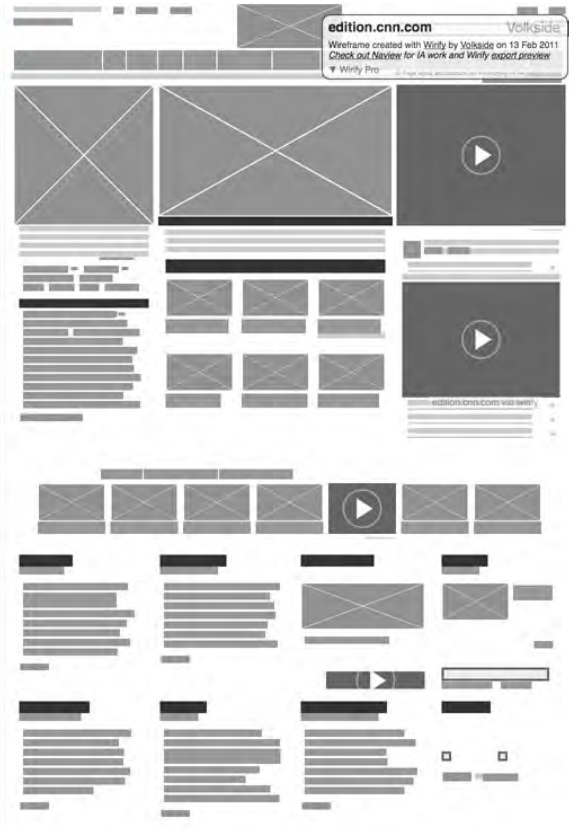 edition.cnn.com
Volkside
Wireframe created with Wirify by Volkside on 13 Feb 2011
Check out Naview for IA work and Wirify export preview
▼ Wirify Pro
edition.cnn.com via wirify